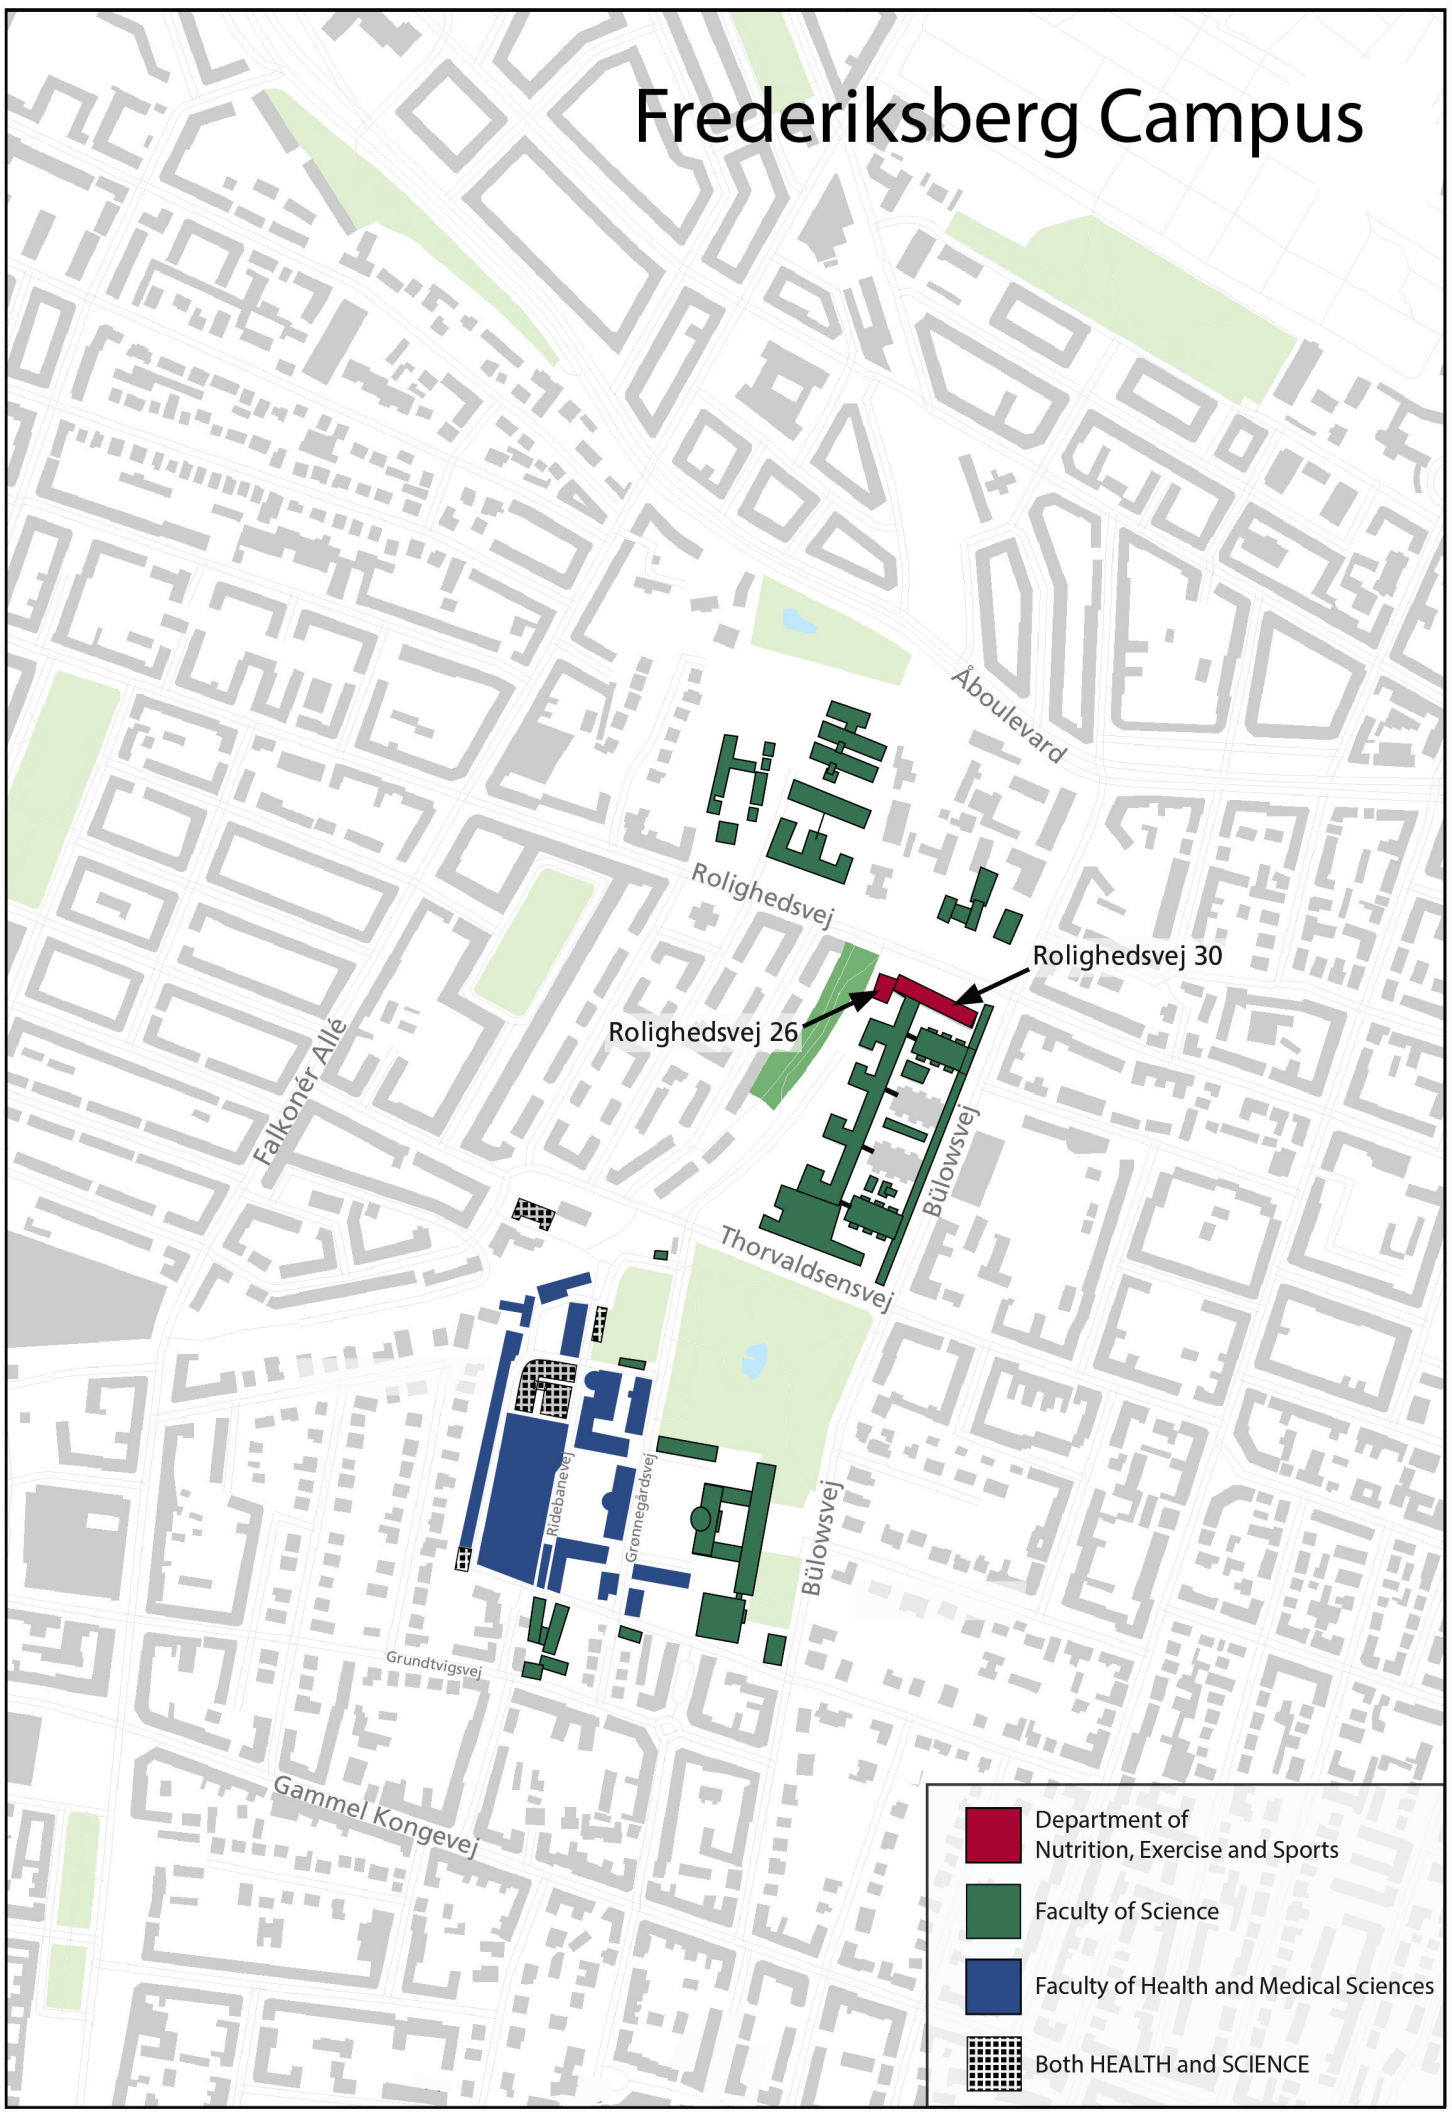 Frederiksberg Campus
Åboulevard
Rolighedsvej
Rolighedsvej 30
Rolighedsvej 26
Falkonér Allé
Bülowsvej
Thorvaldsensvej
Ridebanevej
Grønnegårdsvej
Bülowsvej
Grundtvigsvej
Gammel Kongevej
Department of
Nutrition, Exercise and Sports
Faculty of Science
Faculty of Health and Medical Sciences
Both HEALTH and SCIENCE